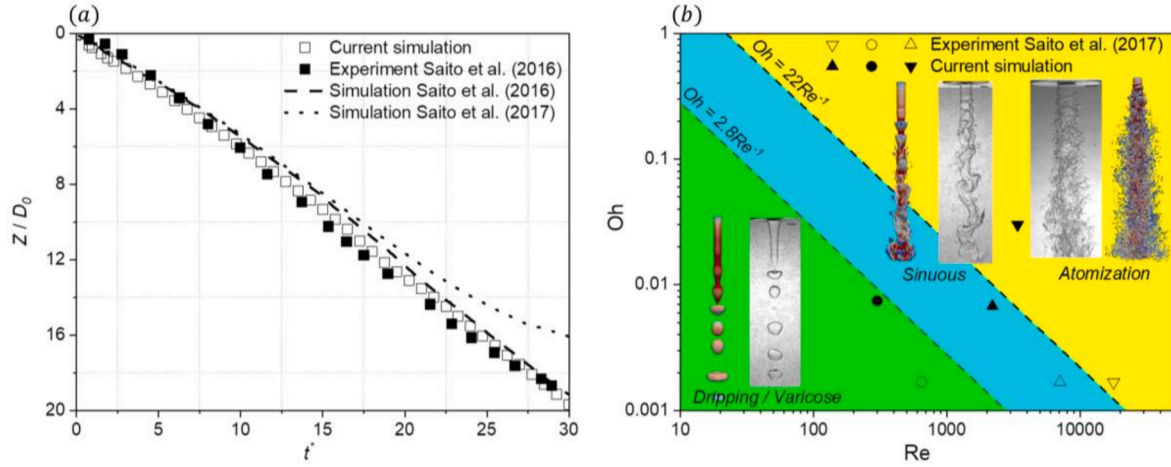 (a)
0
4
8
12
16
20
Z / D0
Current simulation
Experiment Saito et al. (2016)
Simulation Saito et al. (2016)
Simulation Saito et al. (2017)
0
5
10
15
20
25
30
t*
(b)
1
0.1
0.01
0.001
Oh
Oh = 22Re-1
Oh = 2.8Re-1
Experiment Saito et al. (2017)
Current simulation
Sinuous
Atomization
Dripping / Varicose
10
100
1000
10000
Re